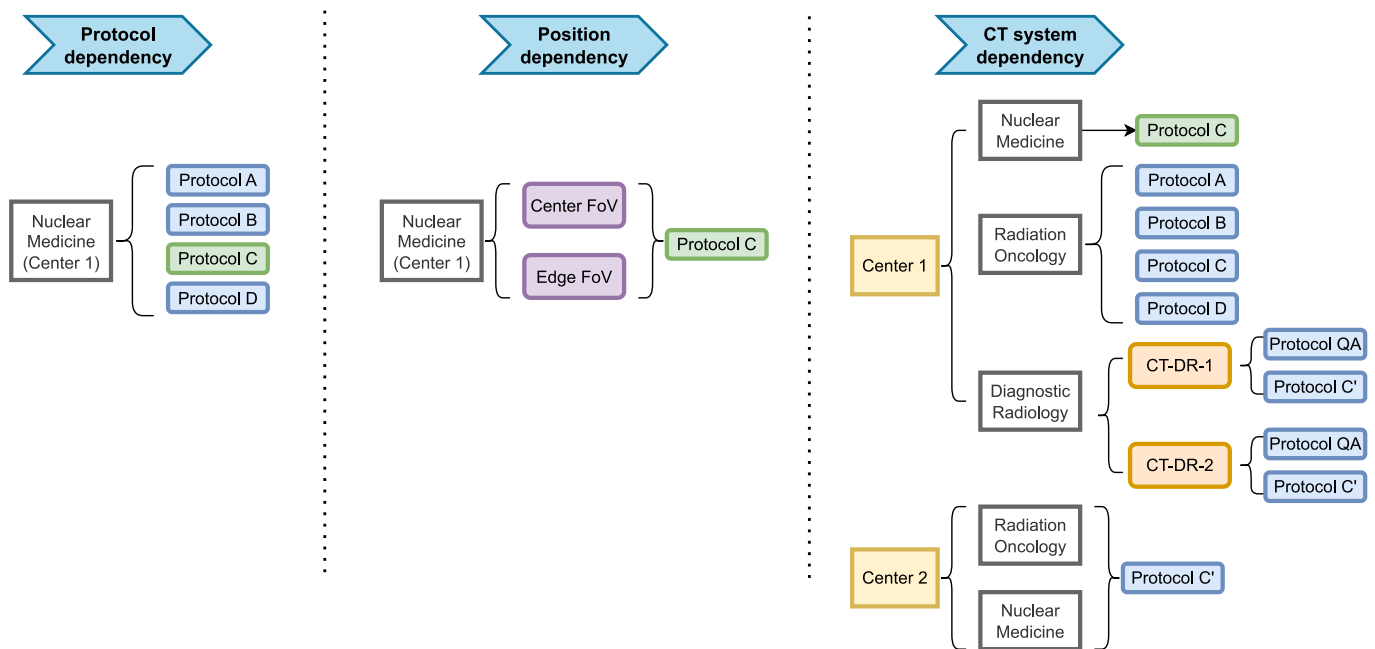 Protocol
dependency
Nuclear
Medicine
(Center 1)
Protocol A
Protocol B
Protocol C
Protocol D
Position
dependency
Nuclear
Medicine
(Center 1)
Center FoV
Edge FoV
Protocol C
CT system
dependency
Center 1
Nuclear
Medicine
Protocol C
Radiation
Oncology
Protocol A
Protocol B
Protocol C
Protocol D
Diagnostic
Radiology
CT-DR-1
Protocol QA
Protocol C'
CT-DR-2
Protocol QA
Protocol C'
Center 2
Radiation
Oncology
Nuclear
Medicine
Protocol C'